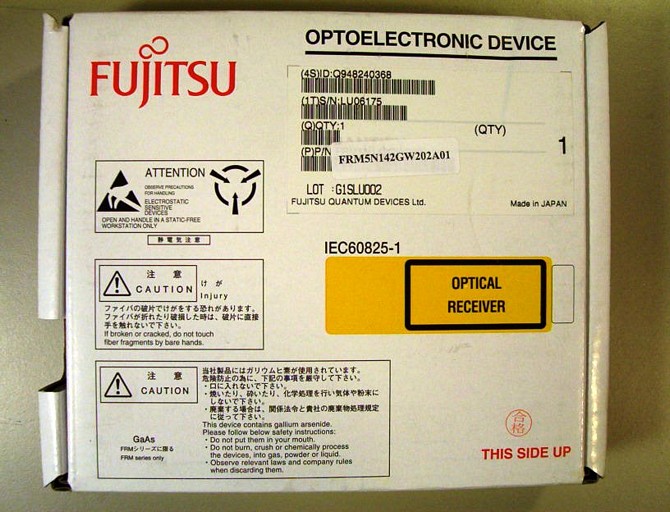 FUJITSU
OPTOELECTRONIC DEVICE
(4S)ID:Q948240368
(1T)S/N:LU06175
(Q)QTY:1
(QTY)
1
(P)P/N
FRM5N142GW202A01
LOT :G1SLU002
FUJITSU QUANTUM DEVICES Ltd.
Made in JAPAN
ATTENTION
OBSERVE PRECAUTIONS
FOR HANDLING
ELECTROSTATIC
SENSITIVE
DEVICES
OPEN AND HANDLE IN A STATIC-FREE
WORKSTATION ONLY
静電気注意
IEC60825-1
OPTICAL
RECEIVER
注 意
CAUTION
けが
Injury
ファイバの破片でけがをする恐れがあります。
ファイバが折れたり破損した時は、破片に直接
手を触れないで下さい。
If broken or cracked, do not touch
fiber fragments by bare hands.
注 意
CAUTION
GaAs
FRMシリーズに限る
FRM series only
当社製品にはガリウムヒ素が使用されています。
危険防止の為に、下記の事項を厳守して下さい。
・口に入れないで下さい。
・焼いたり、砕いたり、化学処理を行い気体や粉末に
しないで下さい。
・廃棄する場合は、関係法令と貴社の廃棄物処理規定
に従って下さい。
This device contains gallium arsenide.
Please follow below safety instructions:
・Do not put them in your mouth.
・Do not burn, crush or chemically process
the devices, into gas, powder or liquid.
・Observe relevant laws and company rules
when discarding them.
合格
THIS SIDE UP